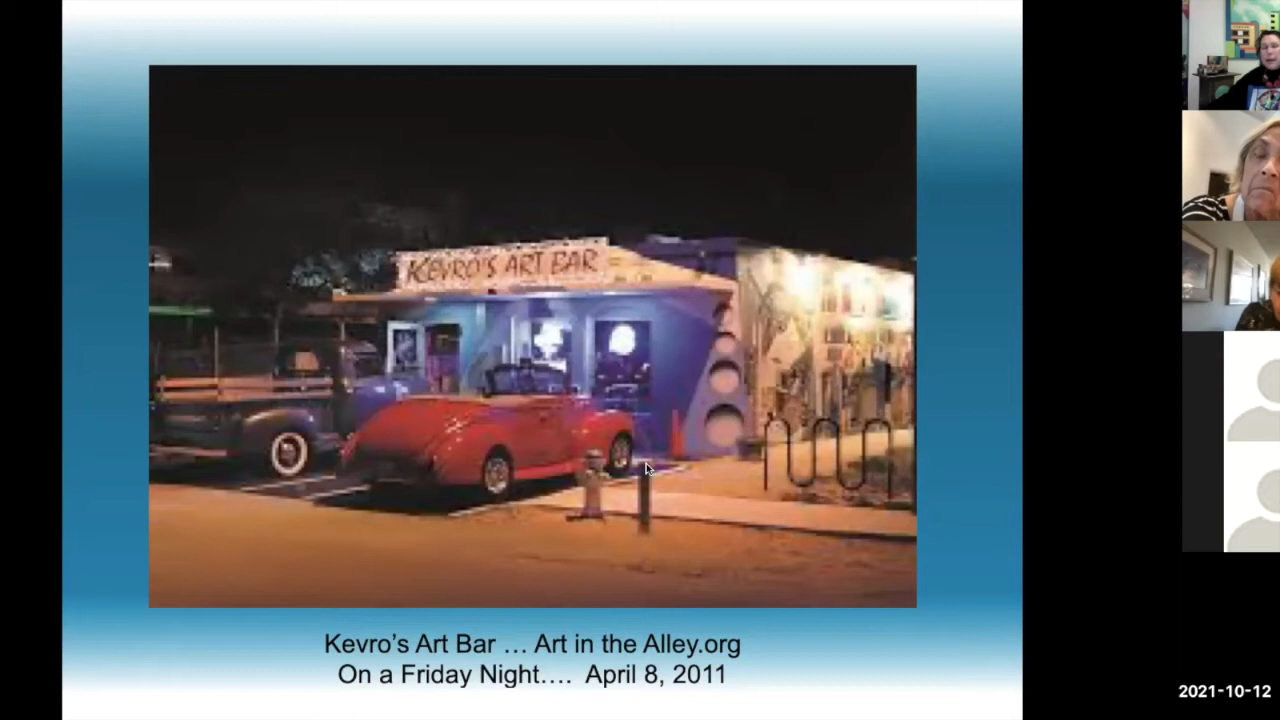 KEVRO'S ART BAR
Kevro's Art Bar … Art in the Alley.org
On a Friday Night…. April 8, 2011
2021-10-12